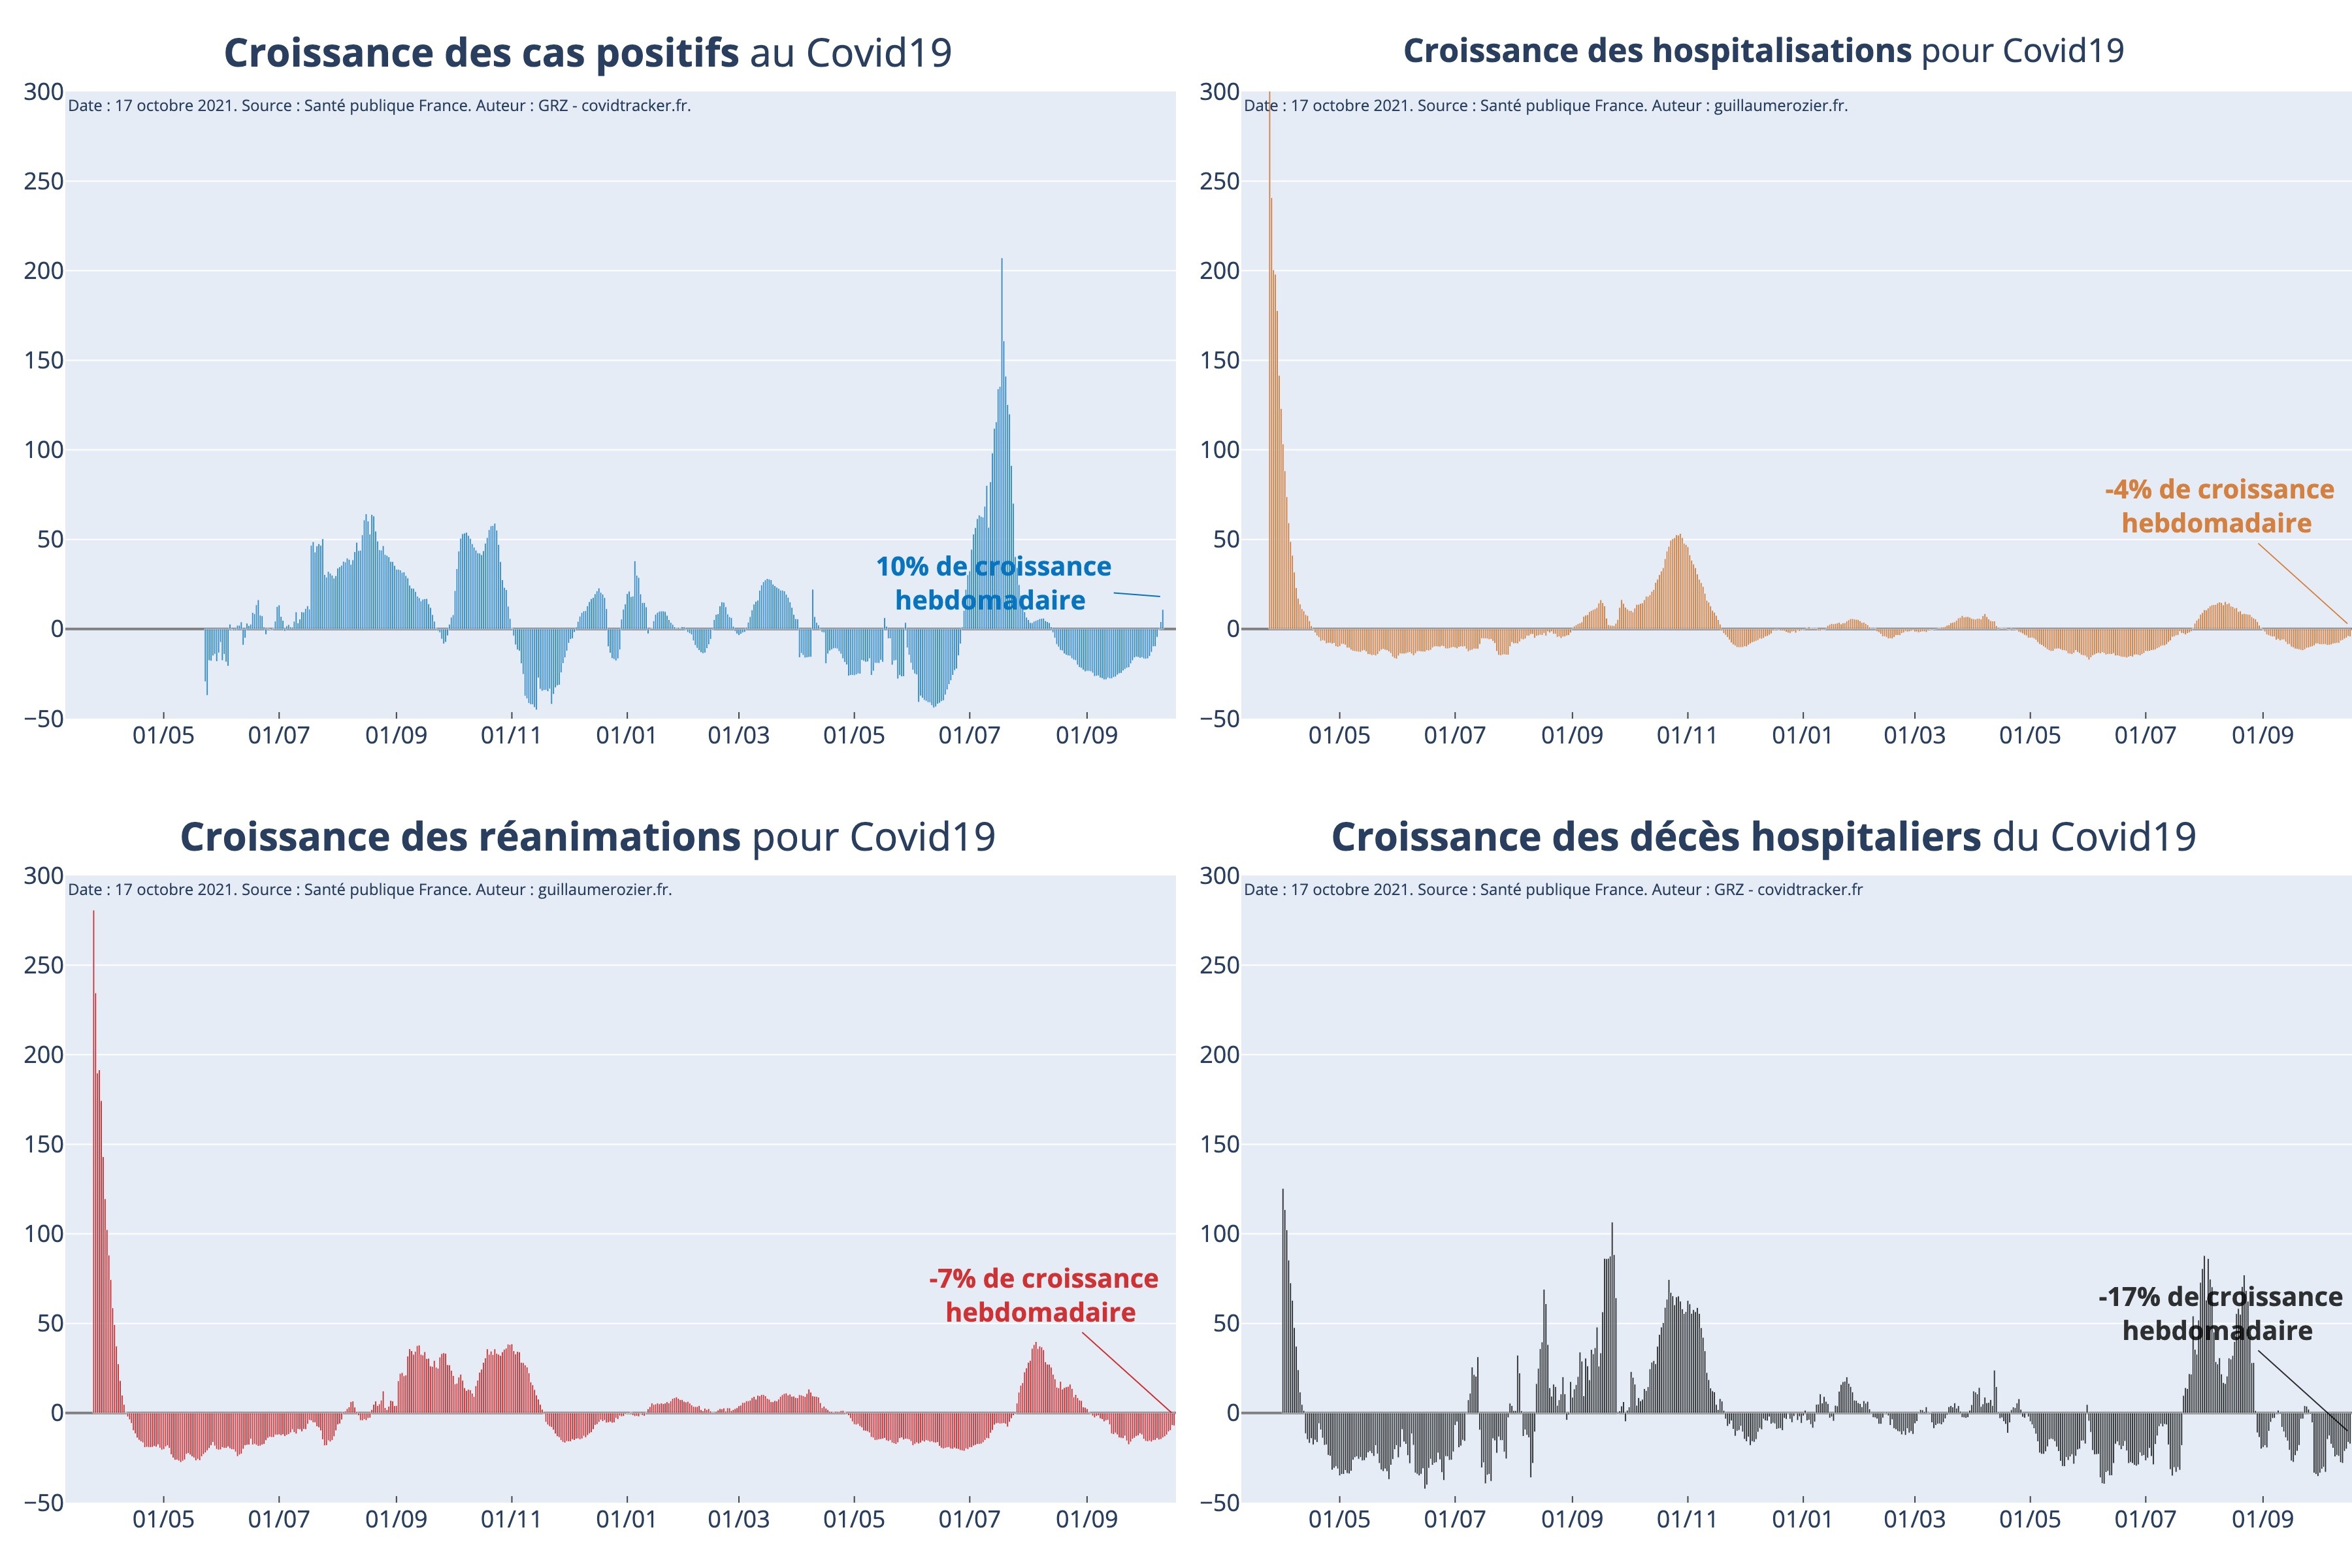 Croissance des cas positifs au Covid19
300
Date : 17 octobre 2021. Source : Santé publique France. Auteur : GRZ - covidtracker.fr.
250
200
150
100
50
10% de croissance
hebdomadaire
0
−50
01/05 01/07 01/09 01/11 01/01 01/03 01/05 01/07 01/09
Croissance des hospitalisations pour Covid19
300
Date : 17 octobre 2021. Source : Santé publique France. Auteur : guillaumerozier.fr.
250
200
150
100
-4% de croissance
hebdomadaire
50
0
−50
01/05 01/07 01/09 01/11 01/01 01/03 01/05 01/07 01/09
Croissance des réanimations pour Covid19
300
Date : 17 octobre 2021. Source : Santé publique France. Auteur : guillaumerozier.fr.
250
200
150
100
-7% de croissance
hebdomadaire
50
0
−50
01/05 01/07 01/09 01/11 01/01 01/03 01/05 01/07 01/09
Croissance des décès hospitaliers du Covid19
300
Date : 17 octobre 2021. Source : Santé publique France. Auteur : GRZ - covidtracker.fr
250
200
150
100
-17% de croissance
50
hebdomadaire
0
−50
01/05 01/07 01/09 01/11 01/01 01/03 01/05 01/07 01/09